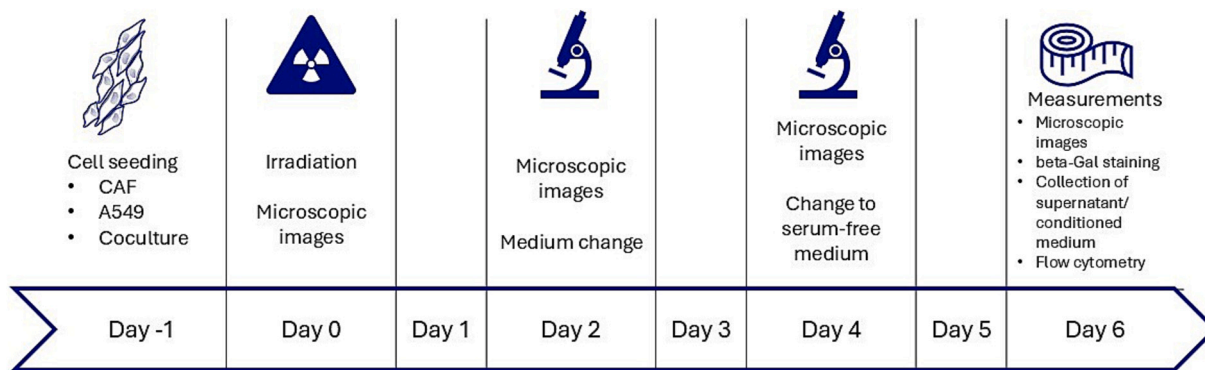 Cell seeding
• CAF
• A549
• Coculture
Irradiation
Microscopic
images
Microscopic
images
Medium change
Microscopic
images
Change to
serum-free
medium
Measurements
• Microscopic
images
• beta-Gal staining
• Collection of
supernatant/
conditioned
medium
• Flow cytometry
Day -1
Day 0
Day 1
Day 2
Day 3
Day 4
Day 5
Day 6